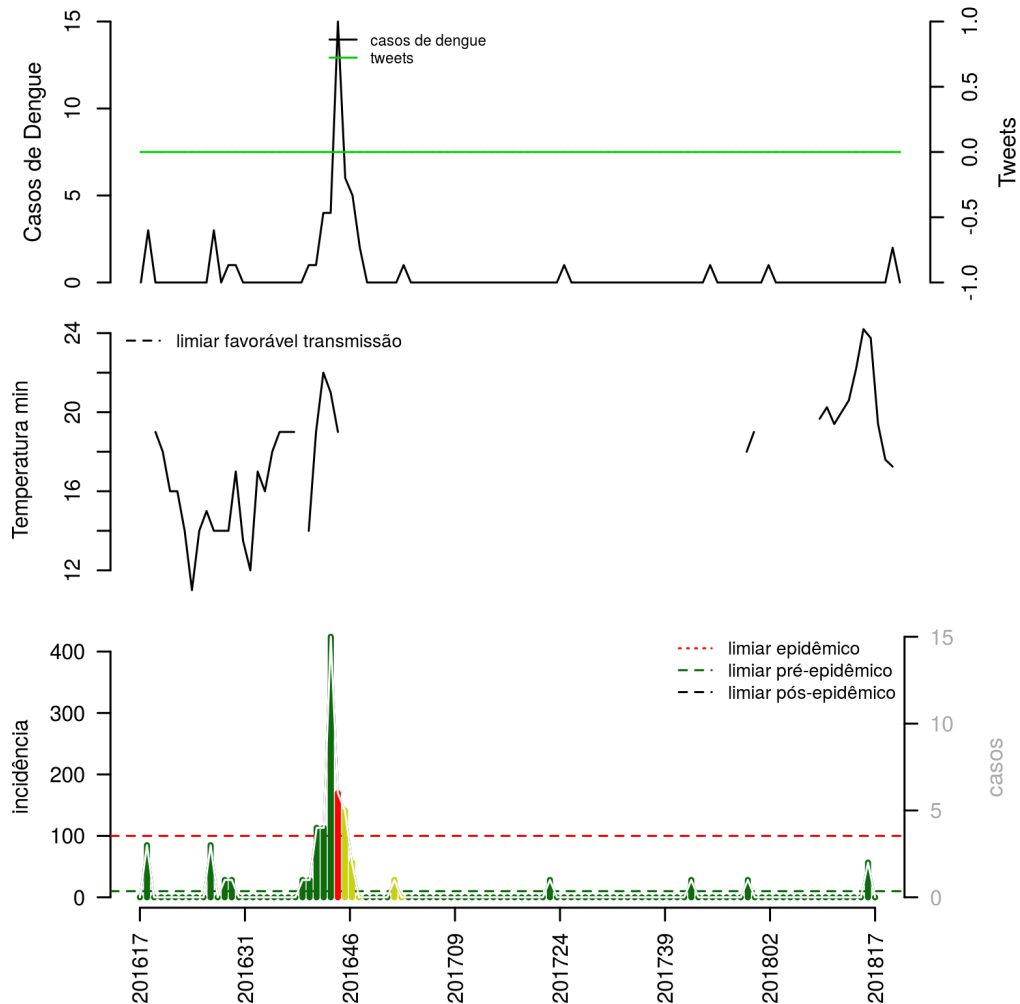 Casos de Dengue
15
10
5
0
casos de dengue
tweets
1.0
0.5
0.0
-0.5
-1.0
Tweets
Temperatura min
24
20
16
12
limiar favorável transmissão
incidência
400
300
200
100
0
limiar epidêmico
limiar pré-epidêmico
limiar pós-epidêmico
15
10
5
0
casos
201617
201631
201646
201709
201724
201739
201802
201817